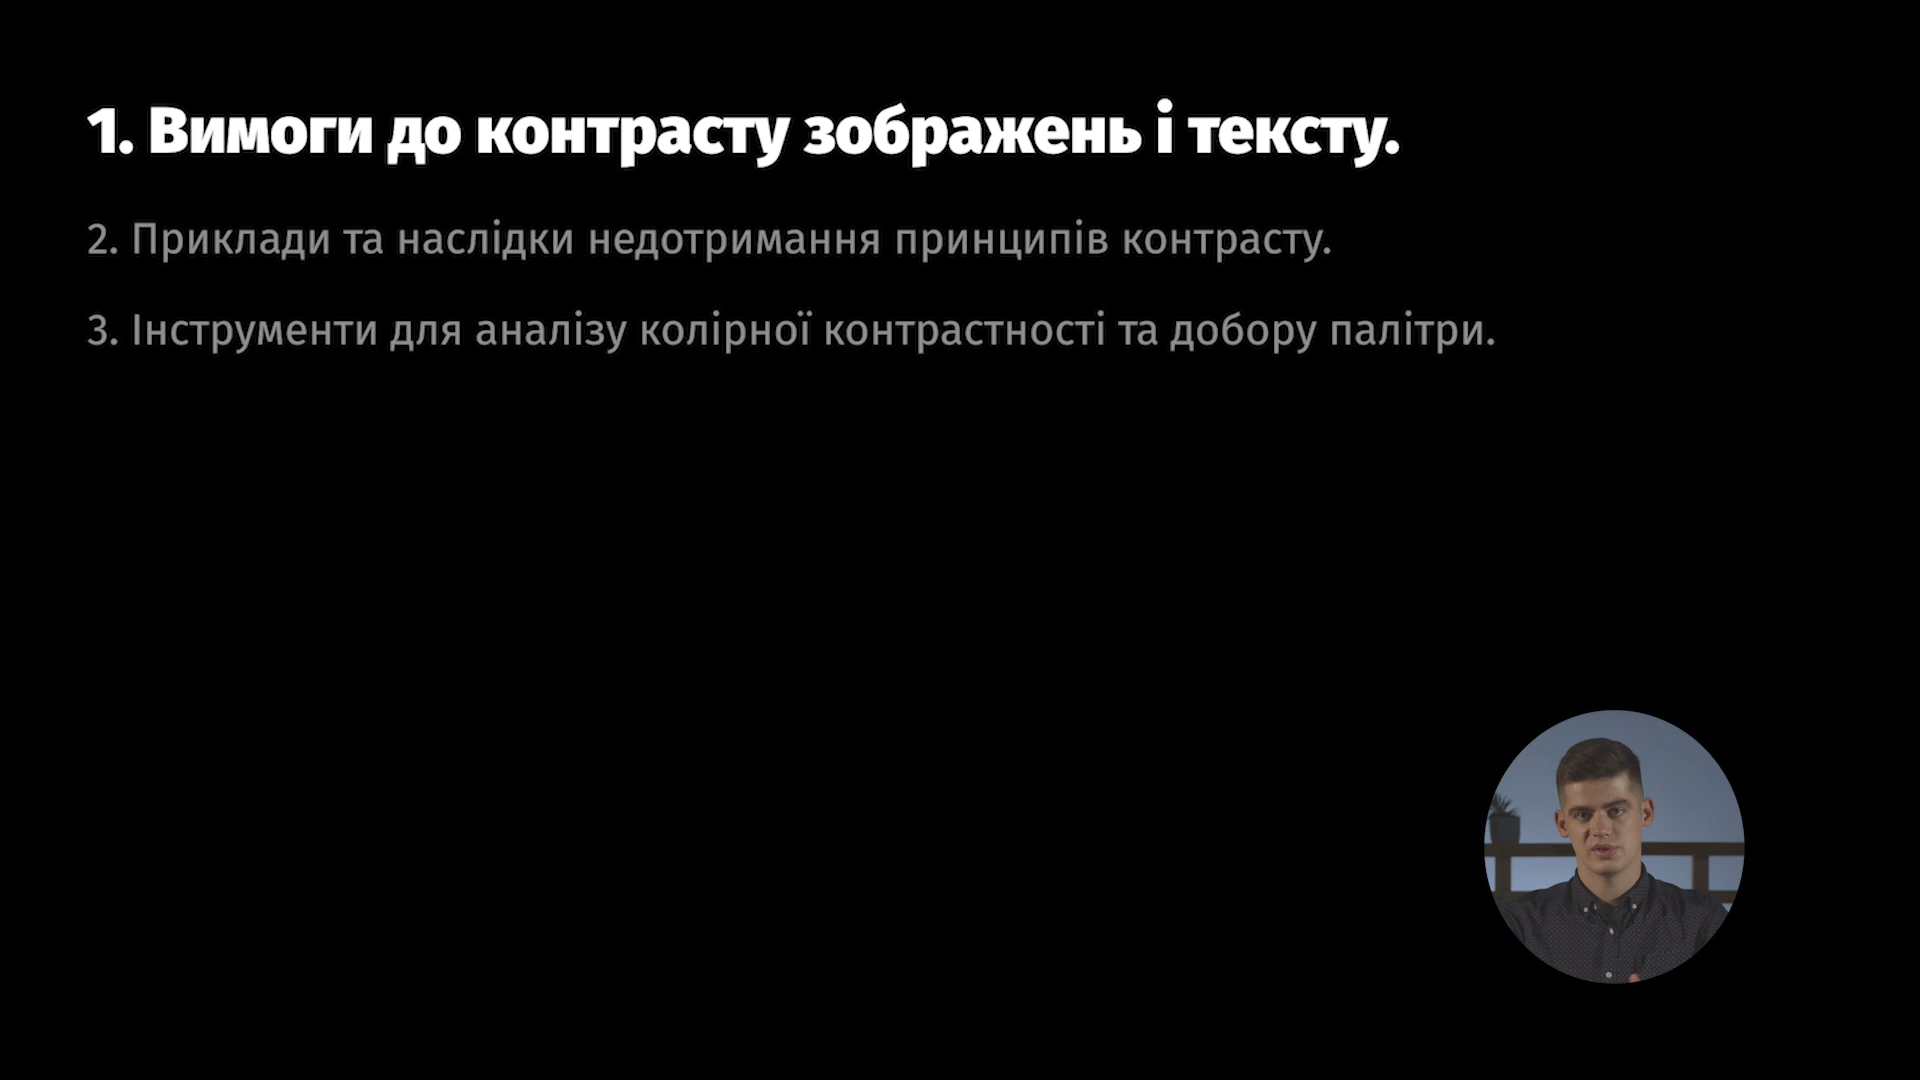 1. Вимоги до контрасту зображень і тексту.
2. Приклади та наслідки недотримання принципів контрасту.
3. Інструменти для аналізу колірної контрастності та добору палітри.